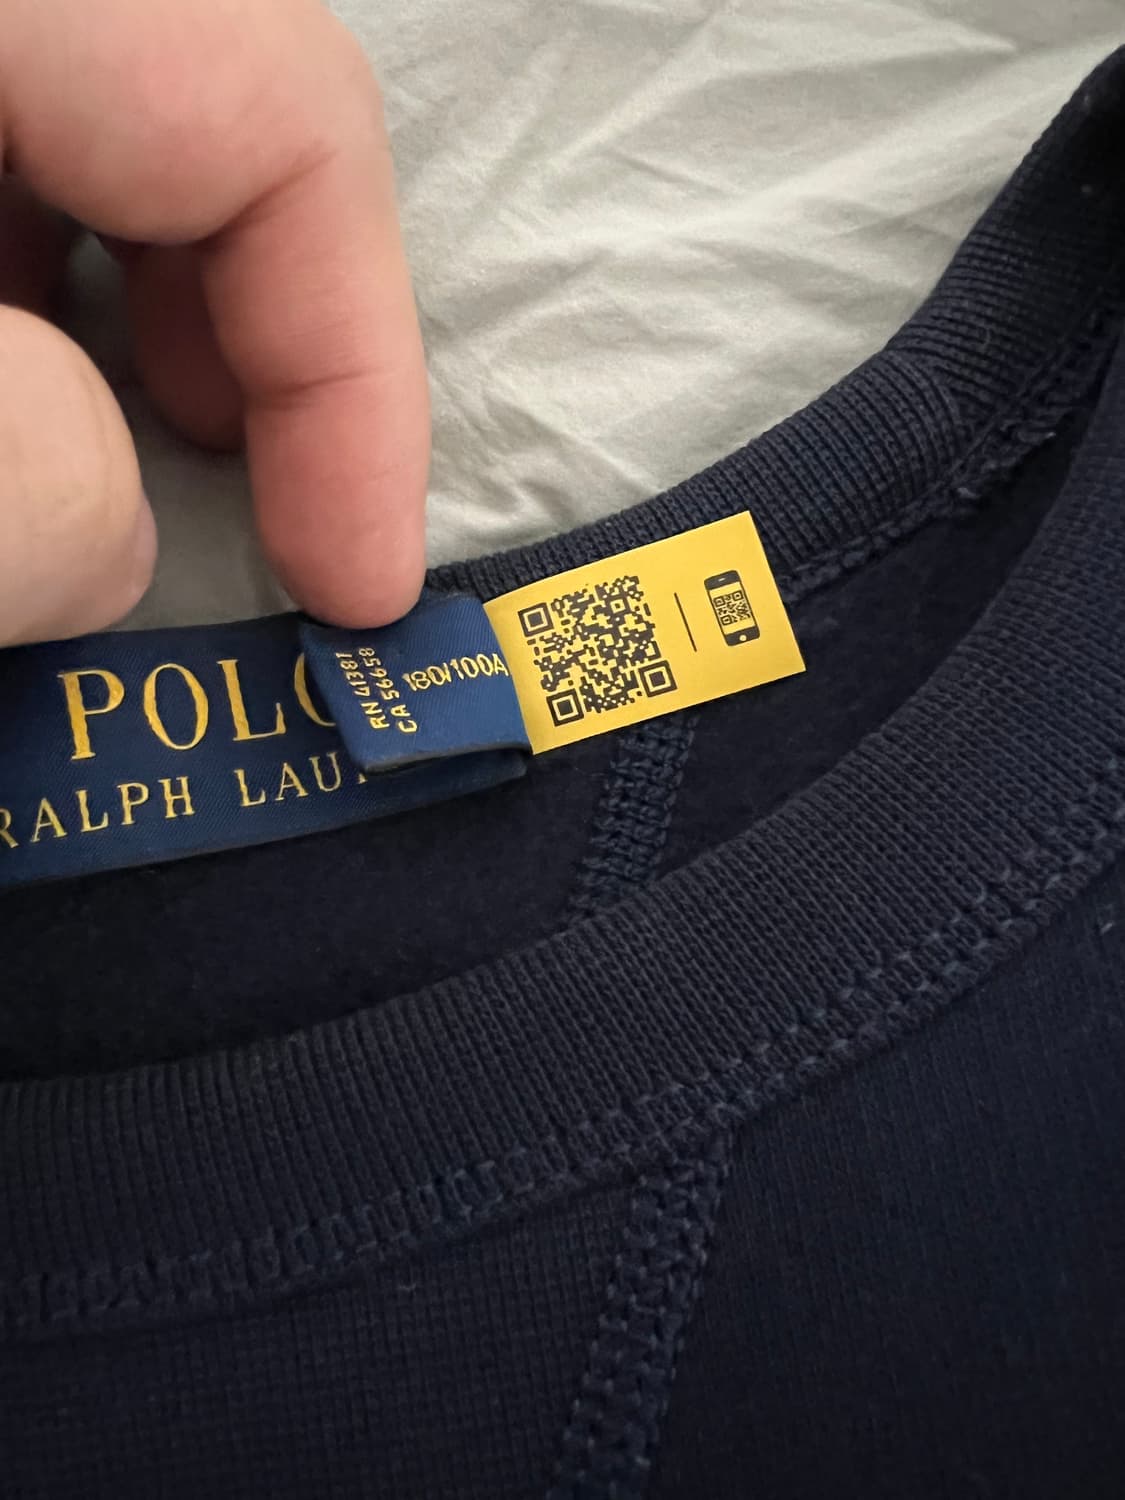 POLO
RALPH LAU
RN 41381
CA 56658
180/100A